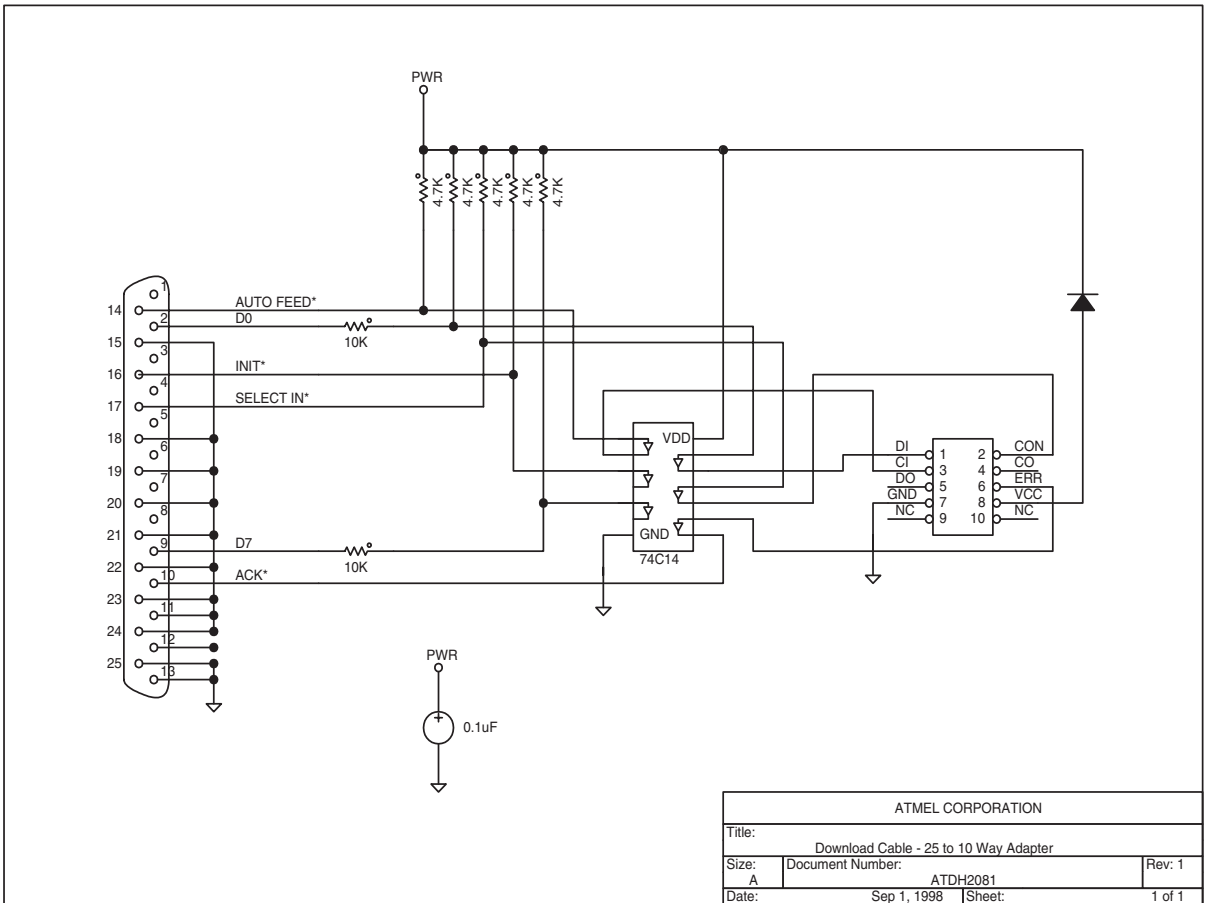 PWR
4.7K 4.7K 4.7K 4.7K 4.7K
1
14 AUTO FEED*
2 D0
10K
15
3
16 INIT*
4
17 SELECT IN*
5
18
6
19
7
20
8
21
9 D7
10K
22
10 ACK*
23
11
24
12
25
13
VDD
GND
74C14
DI 1 2 CON
CI 3 4 CO
DO 5 6 ERR
GND 7 8 VCC
NC 9 10 NC
PWR
+
0.1uF
ATMEL CORPORATION
Title:
Download Cable - 25 to 10 Way Adapter
Size: Document Number: Rev: 1
A ATDH2081
Date: Sep 1, 1998 Sheet: 1 of 1